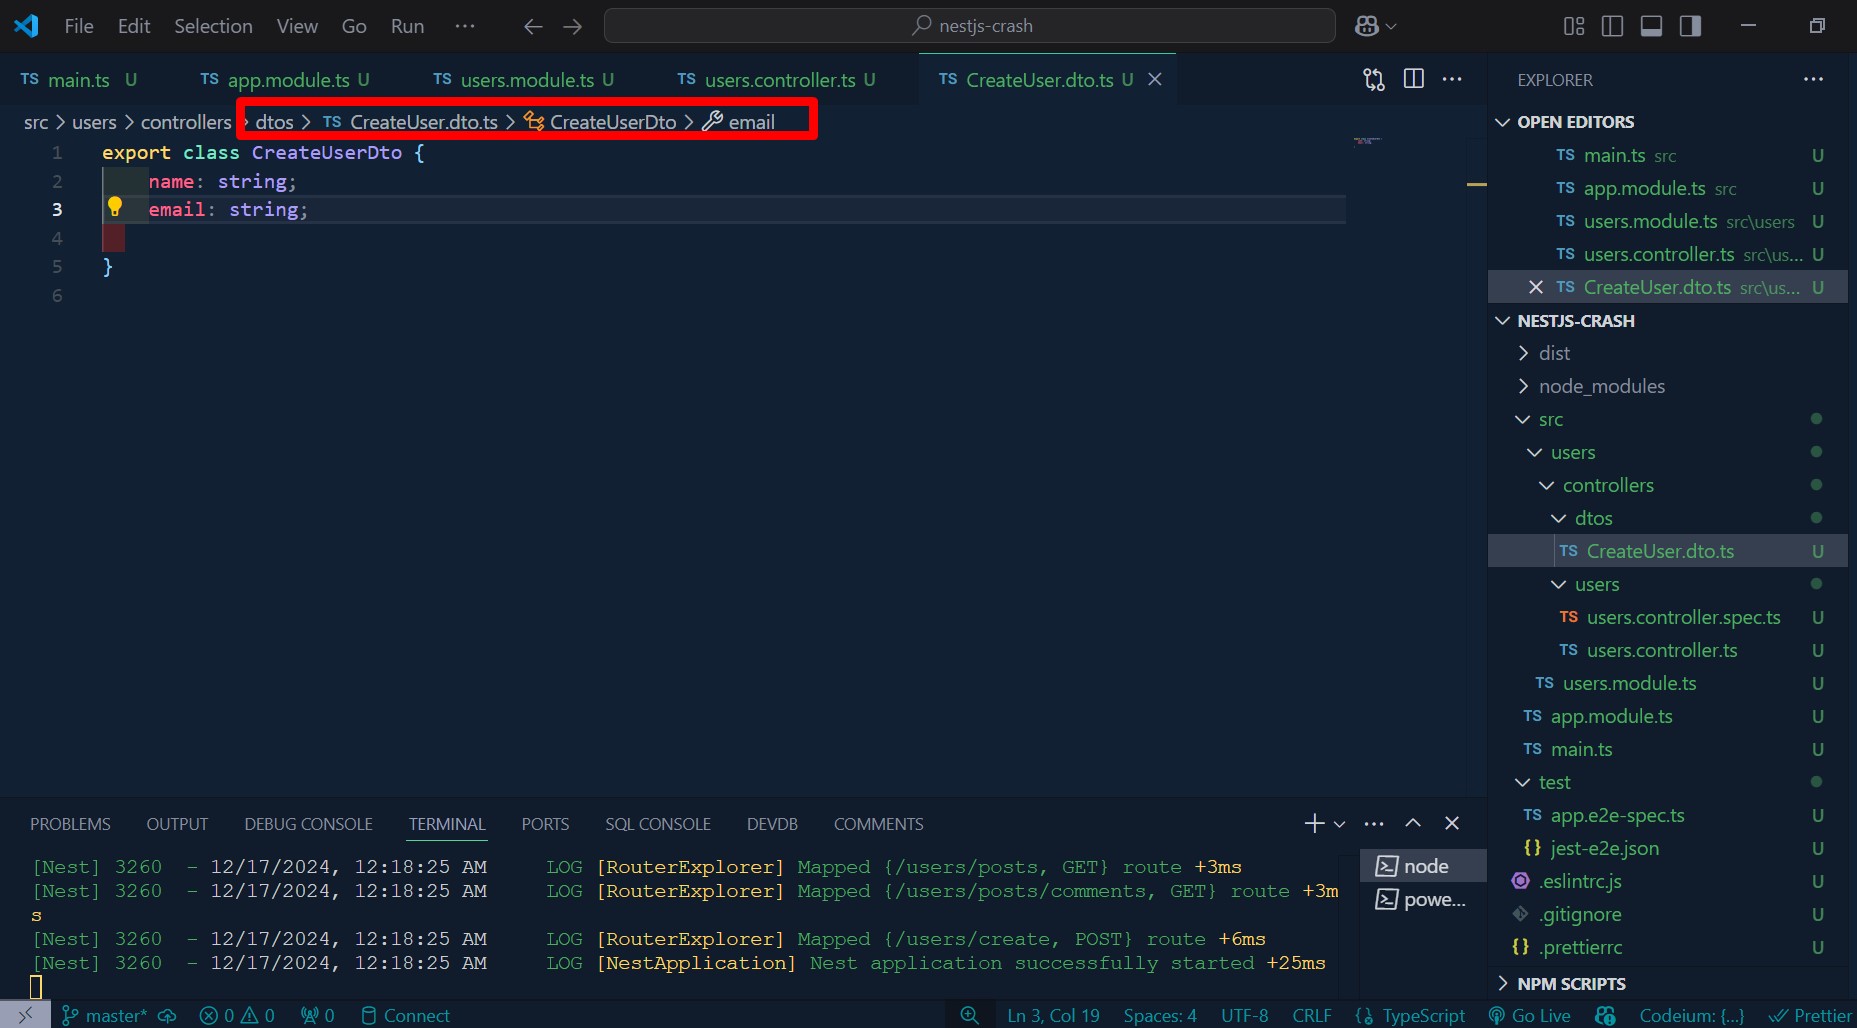 File Edit Selection View Go Run ··· nestjs-crash
TS main.ts U TS app.module.ts U TS users.module.ts U TS users.controller.ts U TS CreateUser.dto.ts U
src > users > controllers > dtos > TS CreateUser.dto.ts > CreateUserDto > email
1 export class CreateUserDto {
2 name: string;
3 email: string;
4
5 }
6
EXPLORER
OPEN EDITORS
TS main.ts src U
TS app.module.ts src U
TS users.module.ts src\users U
TS users.controller.ts src\us... U
TS CreateUser.dto.ts src\us... U
NESTJS-CRASH
dist
node_modules
src
users
controllers
dtos
TS CreateUser.dto.ts U
users
TS users.controller.spec.ts U
TS users.controller.ts U
TS users.module.ts U
TS app.module.ts U
TS main.ts U
test
TS app.e2e-spec.ts U
{} jest-e2e.json U
.eslintrc.js U
.gitignore U
{} .prettierrc U
NPM SCRIPTS
PROBLEMS OUTPUT DEBUG CONSOLE TERMINAL PORTS SQL CONSOLE DEVDB COMMENTS
[Nest] 3260 - 12/17/2024, 12:18:25 AM LOG [RouterExplorer] Mapped {/users/posts, GET} route +3ms
[Nest] 3260 - 12/17/2024, 12:18:25 AM LOG [RouterExplorer] Mapped {/users/posts/comments, GET} route +3m
s
[Nest] 3260 - 12/17/2024, 12:18:25 AM LOG [RouterExplorer] Mapped {/users/create, POST} route +6ms
[Nest] 3260 - 12/17/2024, 12:18:25 AM LOG [NestApplication] Nest application successfully started +25ms
node
powe...
master* 0 0 0 Connect Ln 3, Col 19 Spaces: 4 UTF-8 CRLF TypeScript Go Live Codeium: {...} Prettier